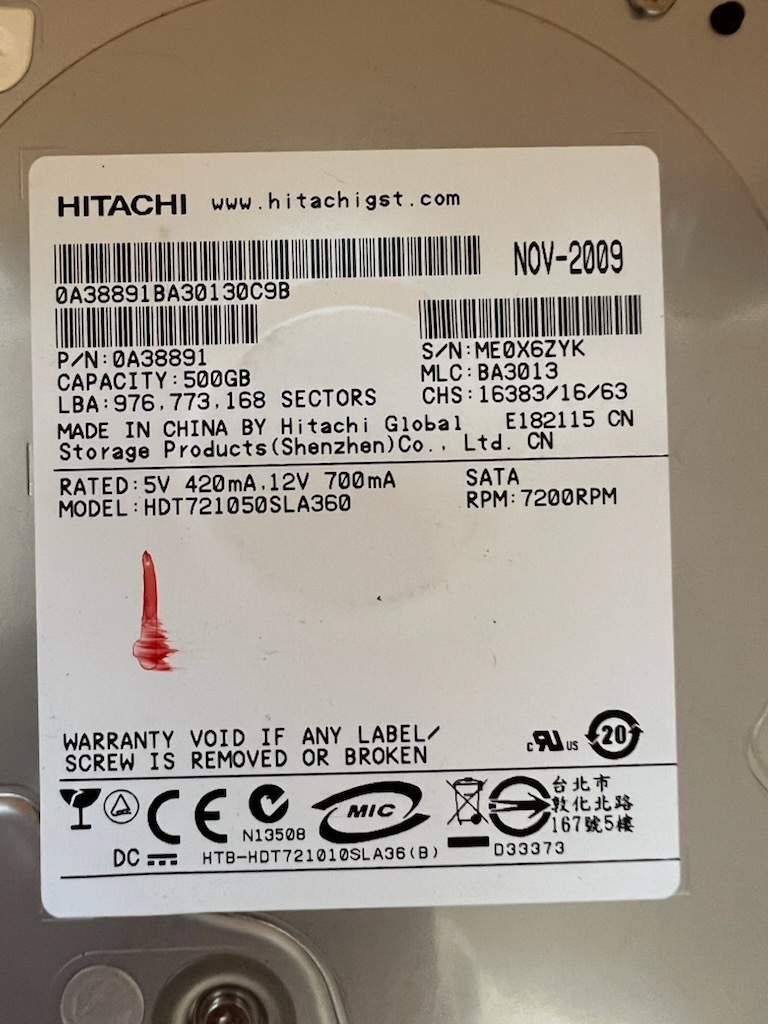 HITACHI www.hitachigst.com
NOV-2009
0A38891BA30130C9B
P/N:0A38891 S/N:ME0X6ZYK
CAPACITY:500GB MLC:BA3013
LBA:976,773,168 SECTORS CHS:16383/16/63
MADE IN CHINA BY Hitachi Global E182115 CN
Storage Products(Shenzhen)Co., Ltd. CN
RATED:5V 420mA,12V 700mA SATA
MODEL:HDT721050SLA360 RPM:7200RPM
WARRANTY VOID IF ANY LABEL/
SCREW IS REMOVED OR BROKEN
c RU US 20
CE N13508 MIC
台北市
敦化北路
167號5樓
DC HTB-HDT721010SLA36(B) D33373